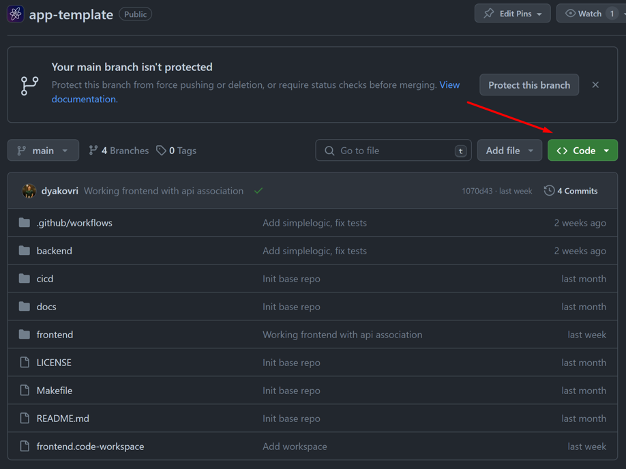 app-template Public Edit Pins Watch 1
Your main branch isn't protected
Protect this branch from force pushing or deletion, or require status checks before merging. View
documentation.
Protect this branch
main 4 Branches 0 Tags Go to file t Add file Code
dyakovri Working frontend with api association 1070d43 · last week 4 Commits
.github/workflows Add simplelogic, fix tests 2 weeks ago
backend Add simplelogic, fix tests 2 weeks ago
cicd Init base repo last month
docs Init base repo last month
frontend Working frontend with api association last week
LICENSE Init base repo last month
Makefile Init base repo last month
README.md Init base repo last month
frontend.code-workspace Add workspace last week